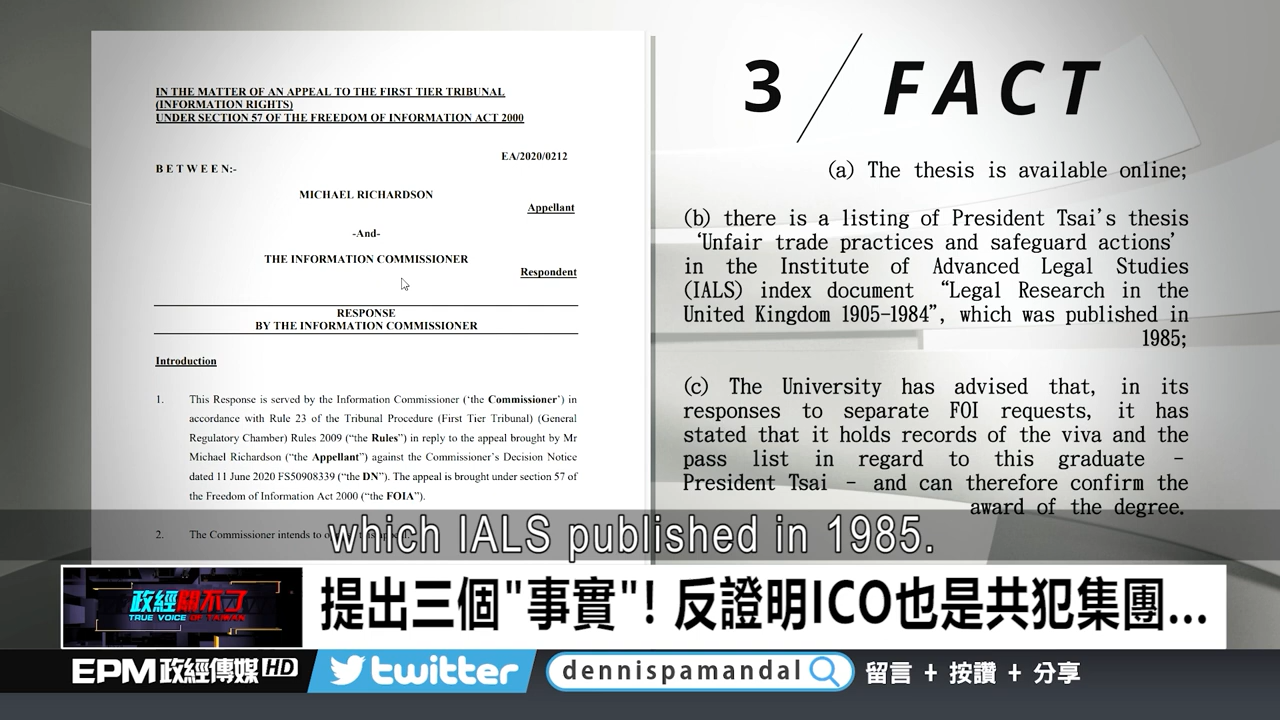 IN THE MATTER OF AN APPEAL TO THE FIRST TIER TRIBUNAL
(INFORMATION RIGHTS)
UNDER SECTION 57 OF THE FREEDOM OF INFORMATION ACT 2000
EA/2020/0212
B E T W E E N:-
MICHAEL RICHARDSON
Appellant
-And-
THE INFORMATION COMMISSIONER
Respondent
RESPONSE
BY THE INFORMATION COMMISSIONER
Introduction
1. This Response is served by the Information Commissioner ('the Commissioner') in
accordance with Rule 23 of the Tribunal Procedure (First Tier Tribunal) (General
Regulatory Chamber) Rules 2009 ("the Rules") in reply to the appeal brought by Mr
Michael Richardson ("the Appellant") against the Commissioner's Decision Notice
dated 11 June 2020 FS50908339 ("the DN"). The appeal is brought under section 57 of
the Freedom of Information Act 2000 ("the FOIA").
2. The Commissioner intends to
3 / FACT
(a) The thesis is available online;
(b) there is a listing of President Tsai's thesis
'Unfair trade practices and safeguard actions'
in the Institute of Advanced Legal Studies
(IALS) index document "Legal Research in the
United Kingdom 1905-1984", which was published in
1985;
(c) The University has advised that, in its
responses to separate FOI requests, it has
stated that it holds records of the viva and the
pass list in regard to this graduate -
President Tsai - and can therefore confirm the
award of the degree.
which IALS published in 1985.
政經關不了
TRUE VOICE OF TAIWAN
提出三個"事實"! 反證明ICO也是共犯集團...
EPM政經傳媒HD
twitter
dennispamandal
留言 + 按讚 + 分享